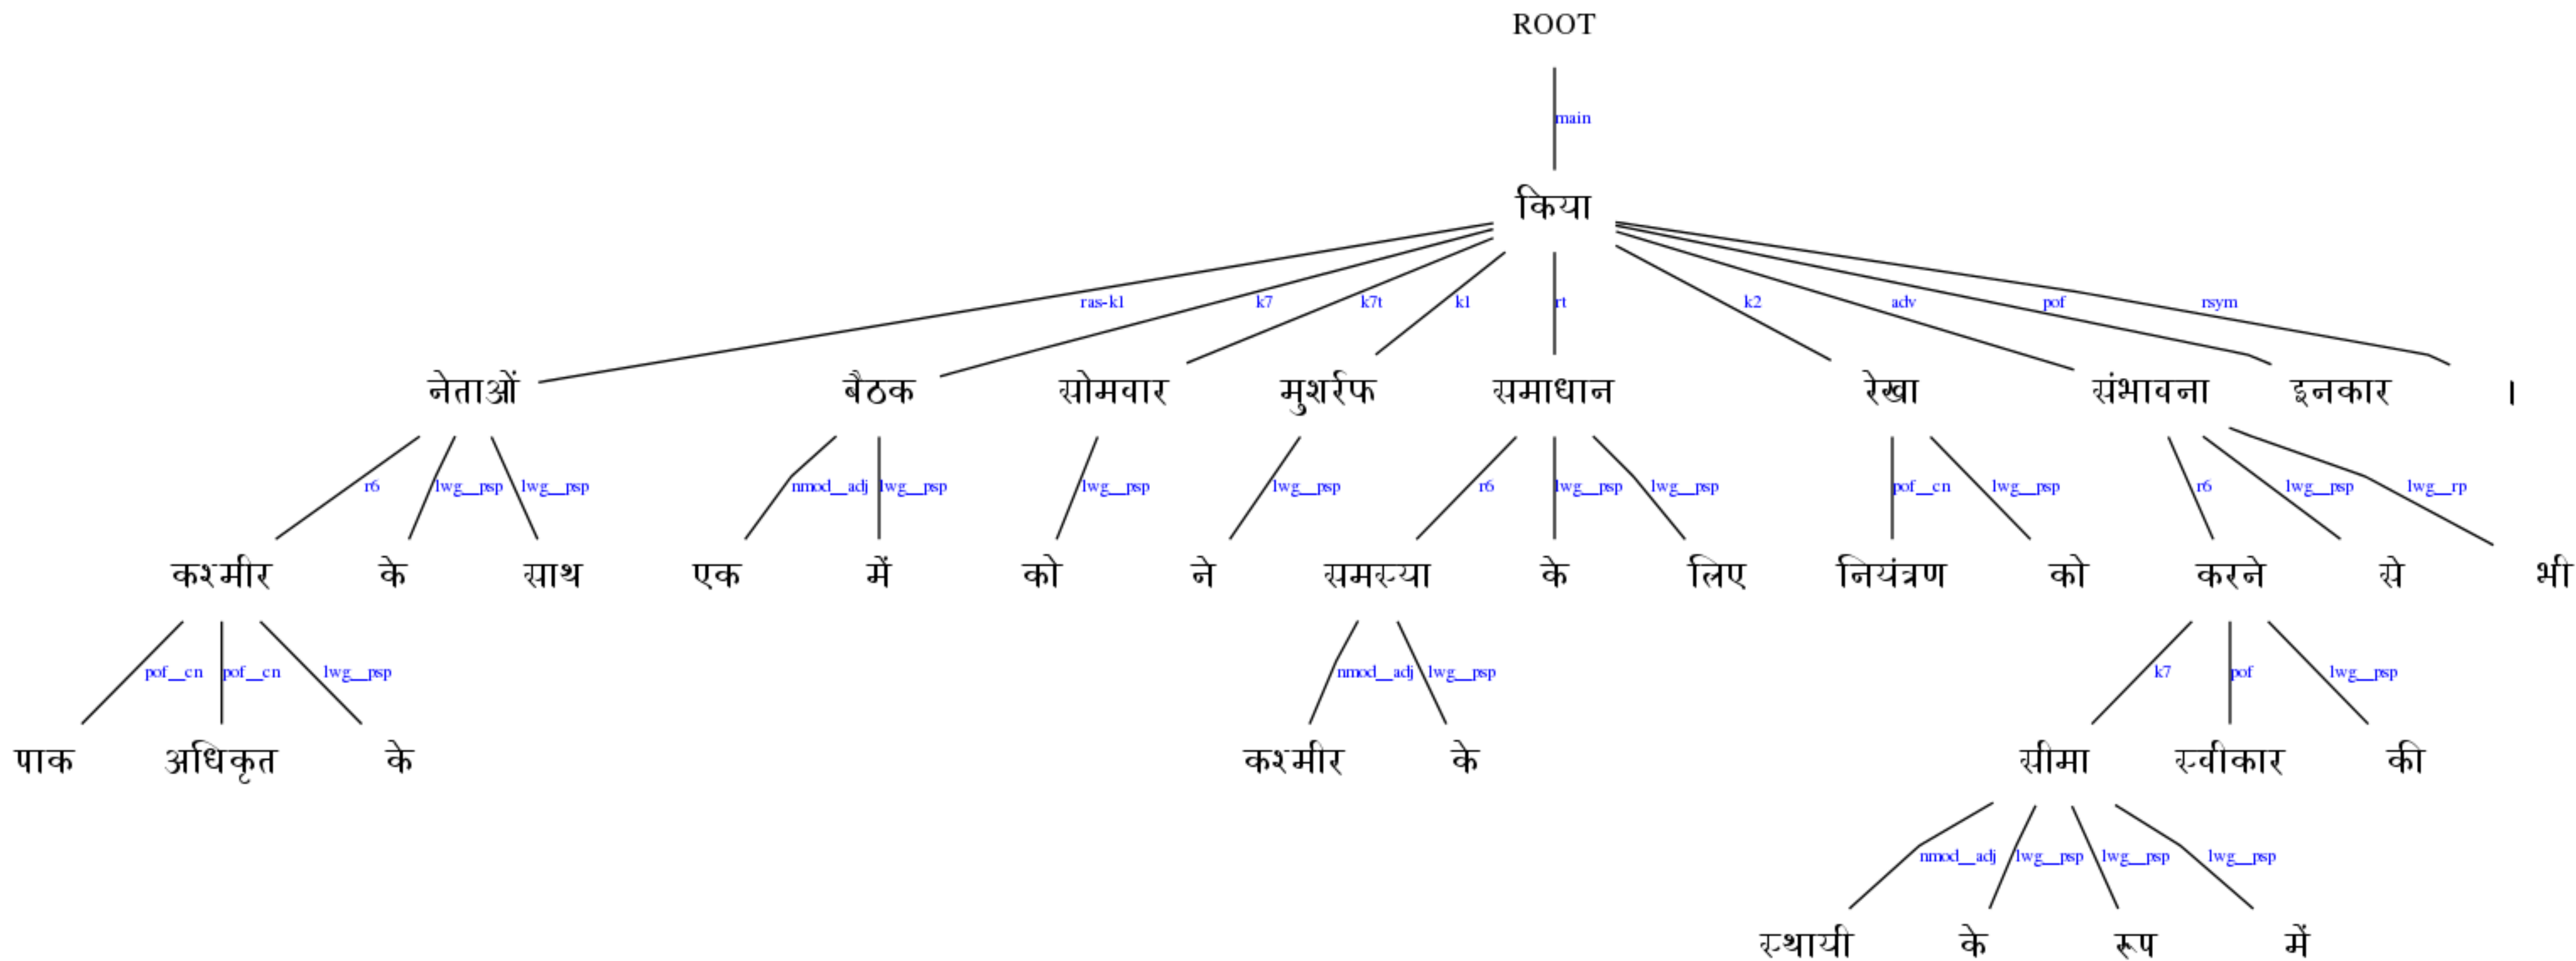 ROOT
main
किया
ras-k1 k7 k7t k1 rt k2 adv pof rsym
नेताओं बैठक सोमवार मुशर्रफ समाधान रेखा संभावना इनकार ।
r6 lwg__psp lwg__psp nmod__adj lwg__psp lwg__psp lwg__psp r6 lwg__psp lwg__psp pof__cn lwg__psp r6 lwg__psp lwg__rp
कश्मीर के साथ एक में को ने समस्या के लिए नियंत्रण को करने से भी
pof__cn pof__cn lwg__psp nmod__adj lwg__psp k7 pof lwg__psp
पाक अधिकृत के कश्मीर के सीमा स्वीकार की
nmod__adj lwg__psp lwg__psp lwg__psp
स्थायी के रूप में